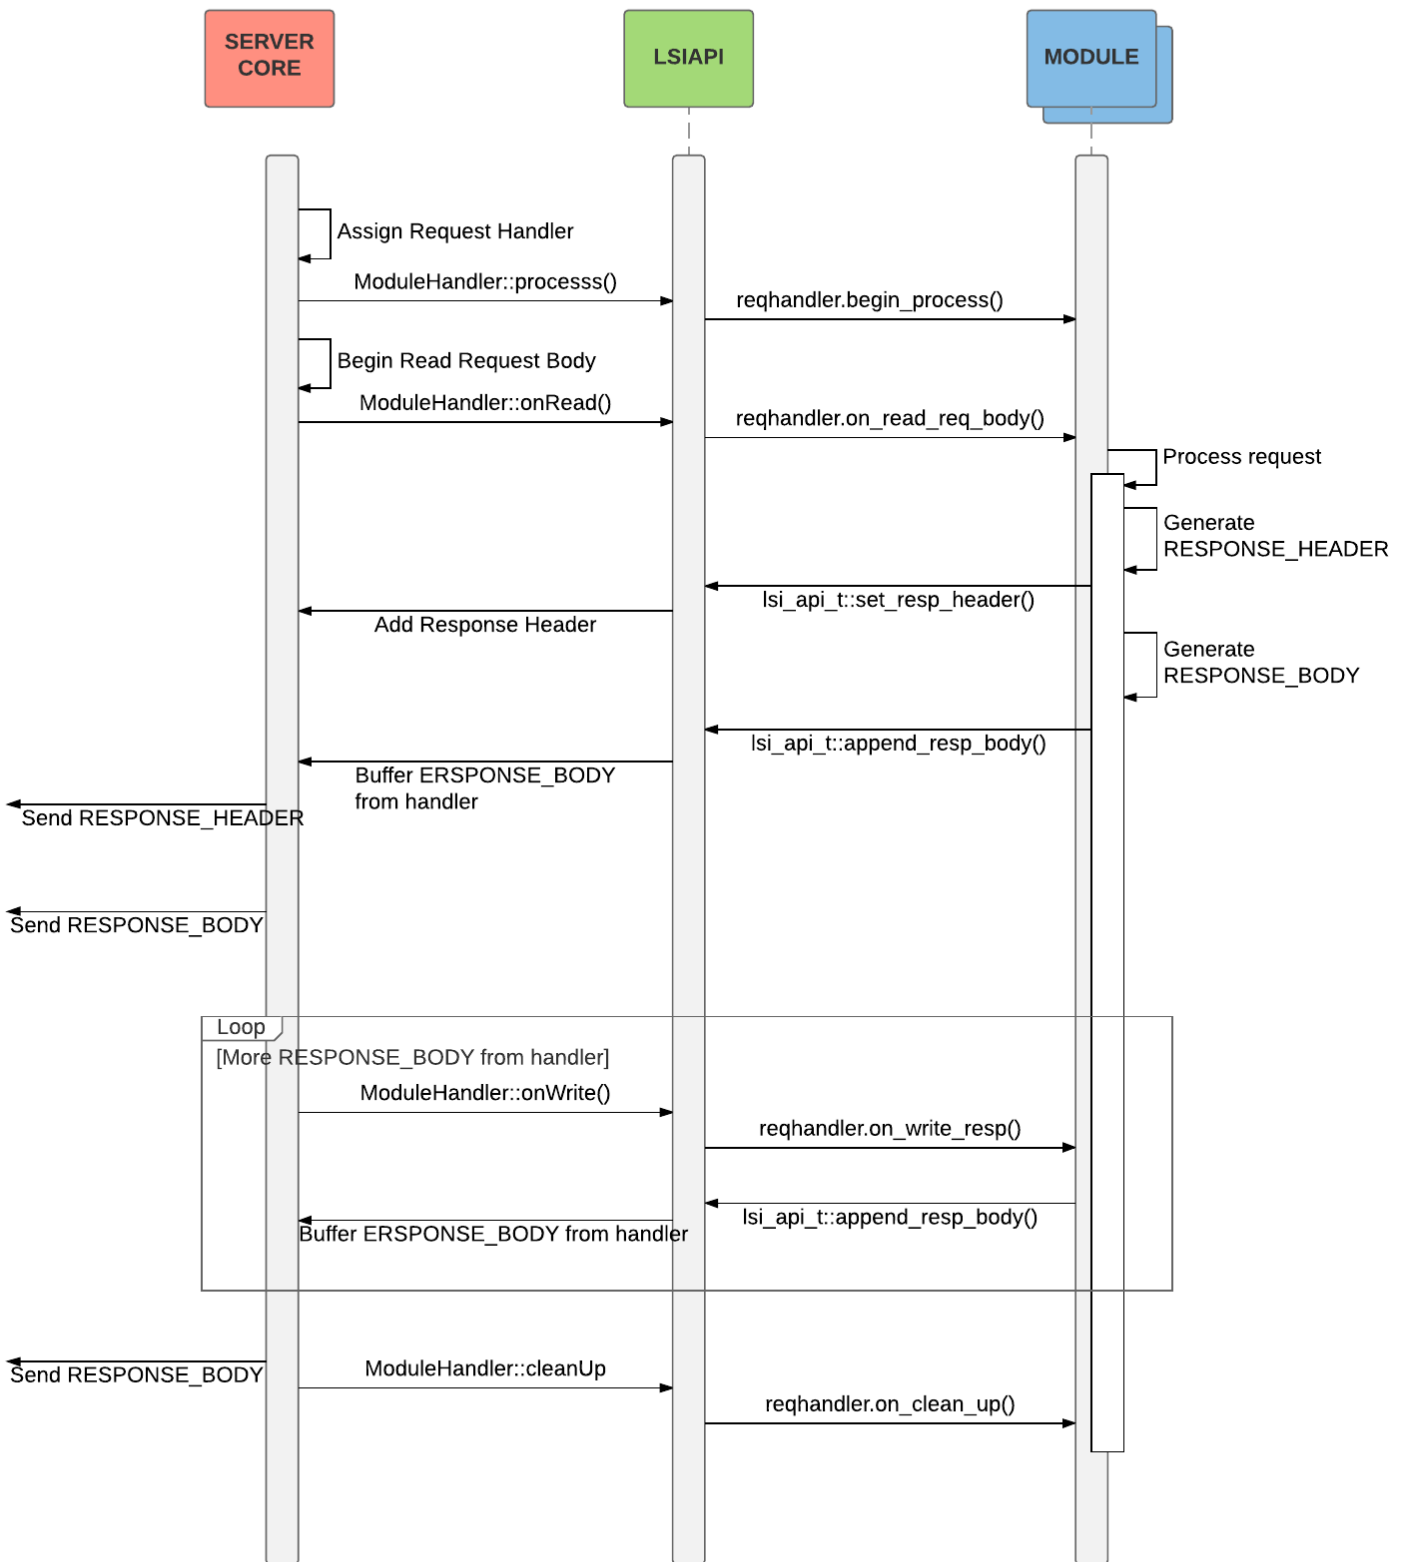 SERVER
CORE
LSIAPI
MODULE
Assign Request Handler
ModuleHandler::processs()
reqhandler.begin_process()
Begin Read Request Body
ModuleHandler::onRead()
reqhandler.on_read_req_body()
Process request
Generate
RESPONSE_HEADER
lsi_api_t::set_resp_header()
Add Response Header
Generate
RESPONSE_BODY
lsi_api_t::append_resp_body()
Buffer ERSPONSE_BODY
from handler
Send RESPONSE_HEADER
Send RESPONSE_BODY
Loop
[More RESPONSE_BODY from handler]
ModuleHandler::onWrite()
reqhandler.on_write_resp()
lsi_api_t::append_resp_body()
Buffer ERSPONSE_BODY from handler
Send RESPONSE_BODY
ModuleHandler::cleanUp
reqhandler.on_clean_up()